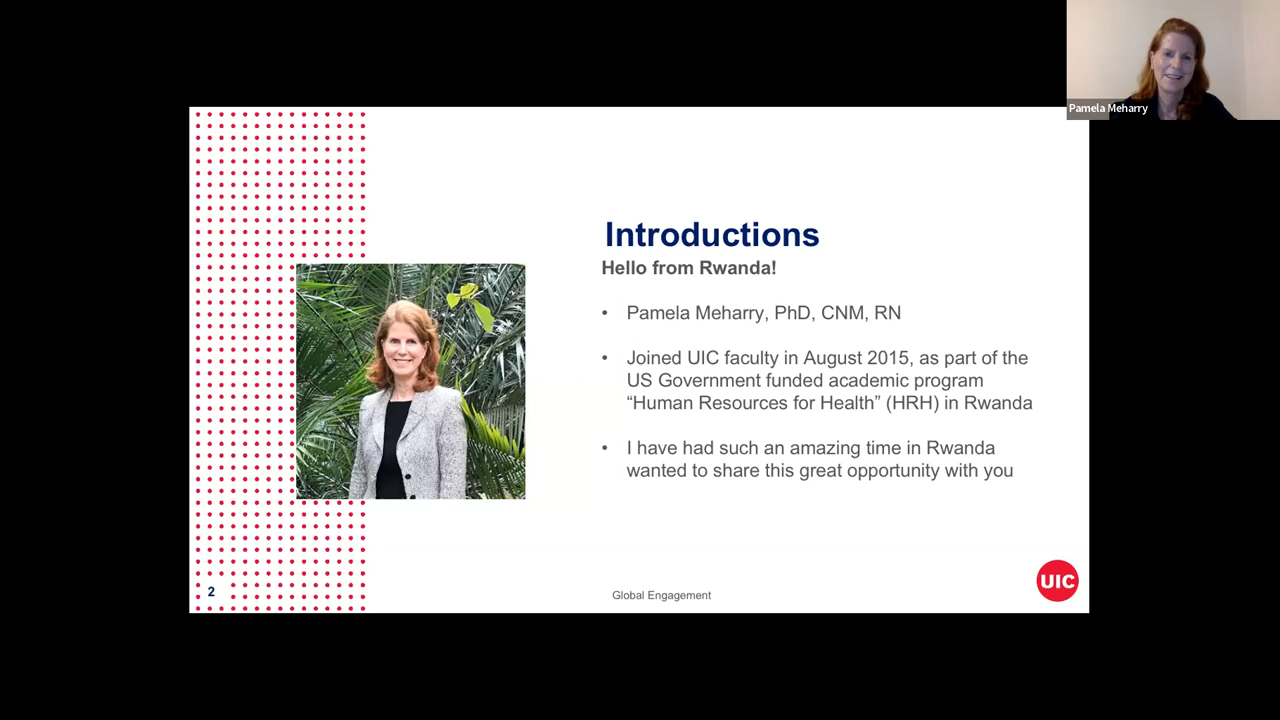 Pamela Meharry
Introductions
Hello from Rwanda!
• Pamela Meharry, PhD, CNM, RN
• Joined UIC faculty in August 2015, as part of the
US Government funded academic program
“Human Resources for Health” (HRH) in Rwanda
• I have had such an amazing time in Rwanda
wanted to share this great opportunity with you
2
Global Engagement
UIC